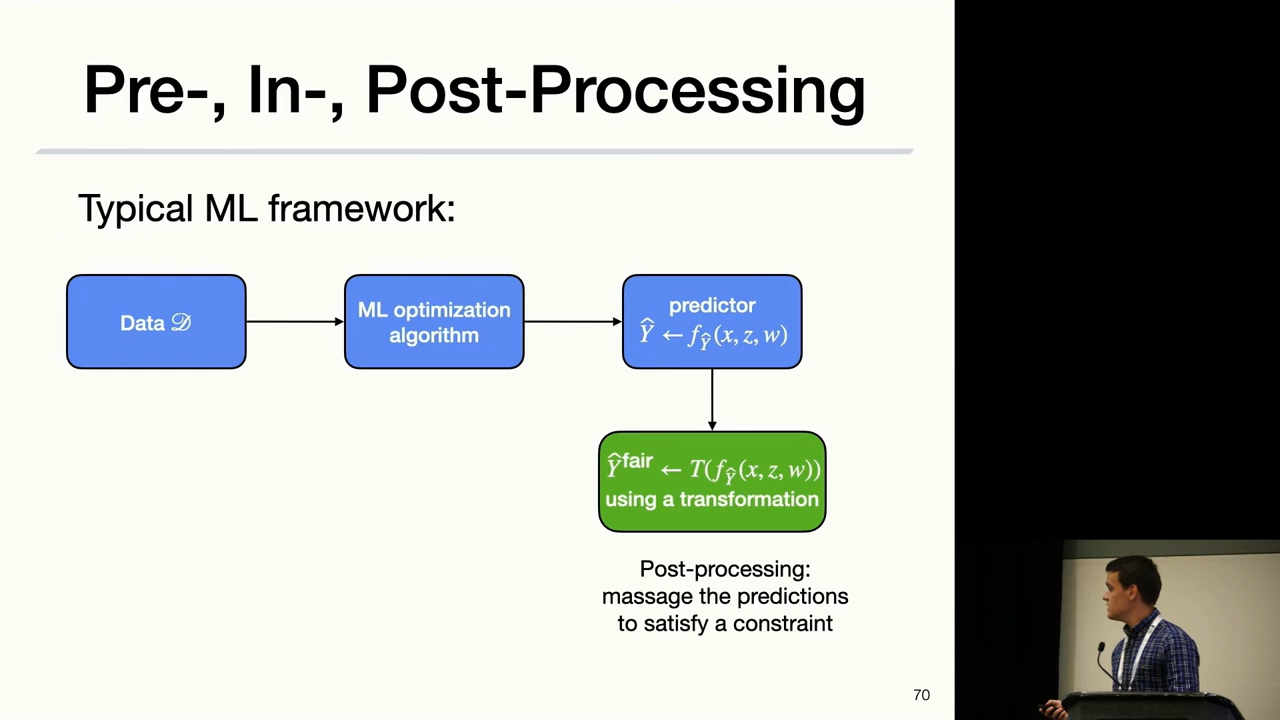 Pre-, In-, Post-Processing
Typical ML framework:
Data 𝒟
ML optimization
algorithm
predictor
Ŷ ← f_Ŷ(x, z, w)
Ŷ^fair ← T(f_Ŷ(x, z, w))
using a transformation
Post-processing:
massage the predictions
to satisfy a constraint
70